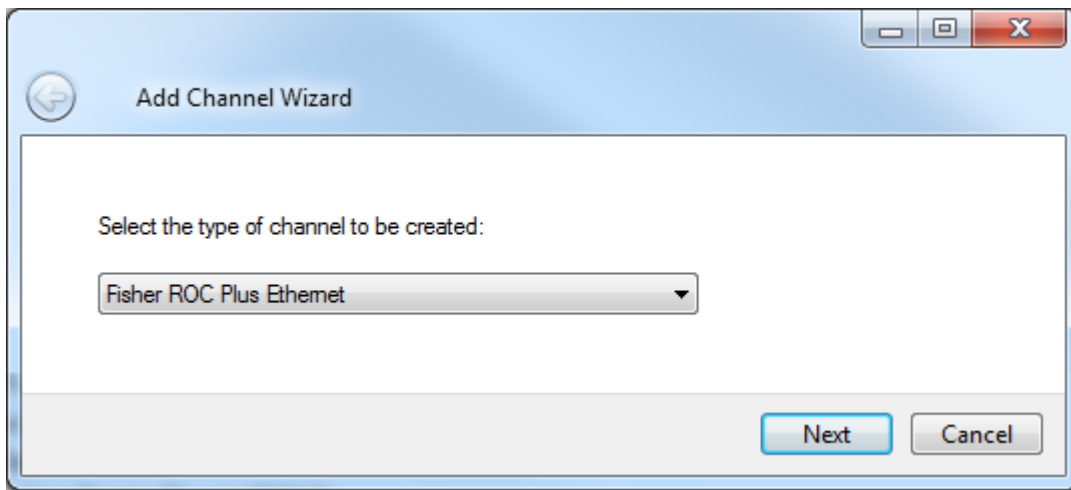 Add Channel Wizard
Select the type of channel to be created:
Fisher ROC Plus Ethernet
Next
Cancel